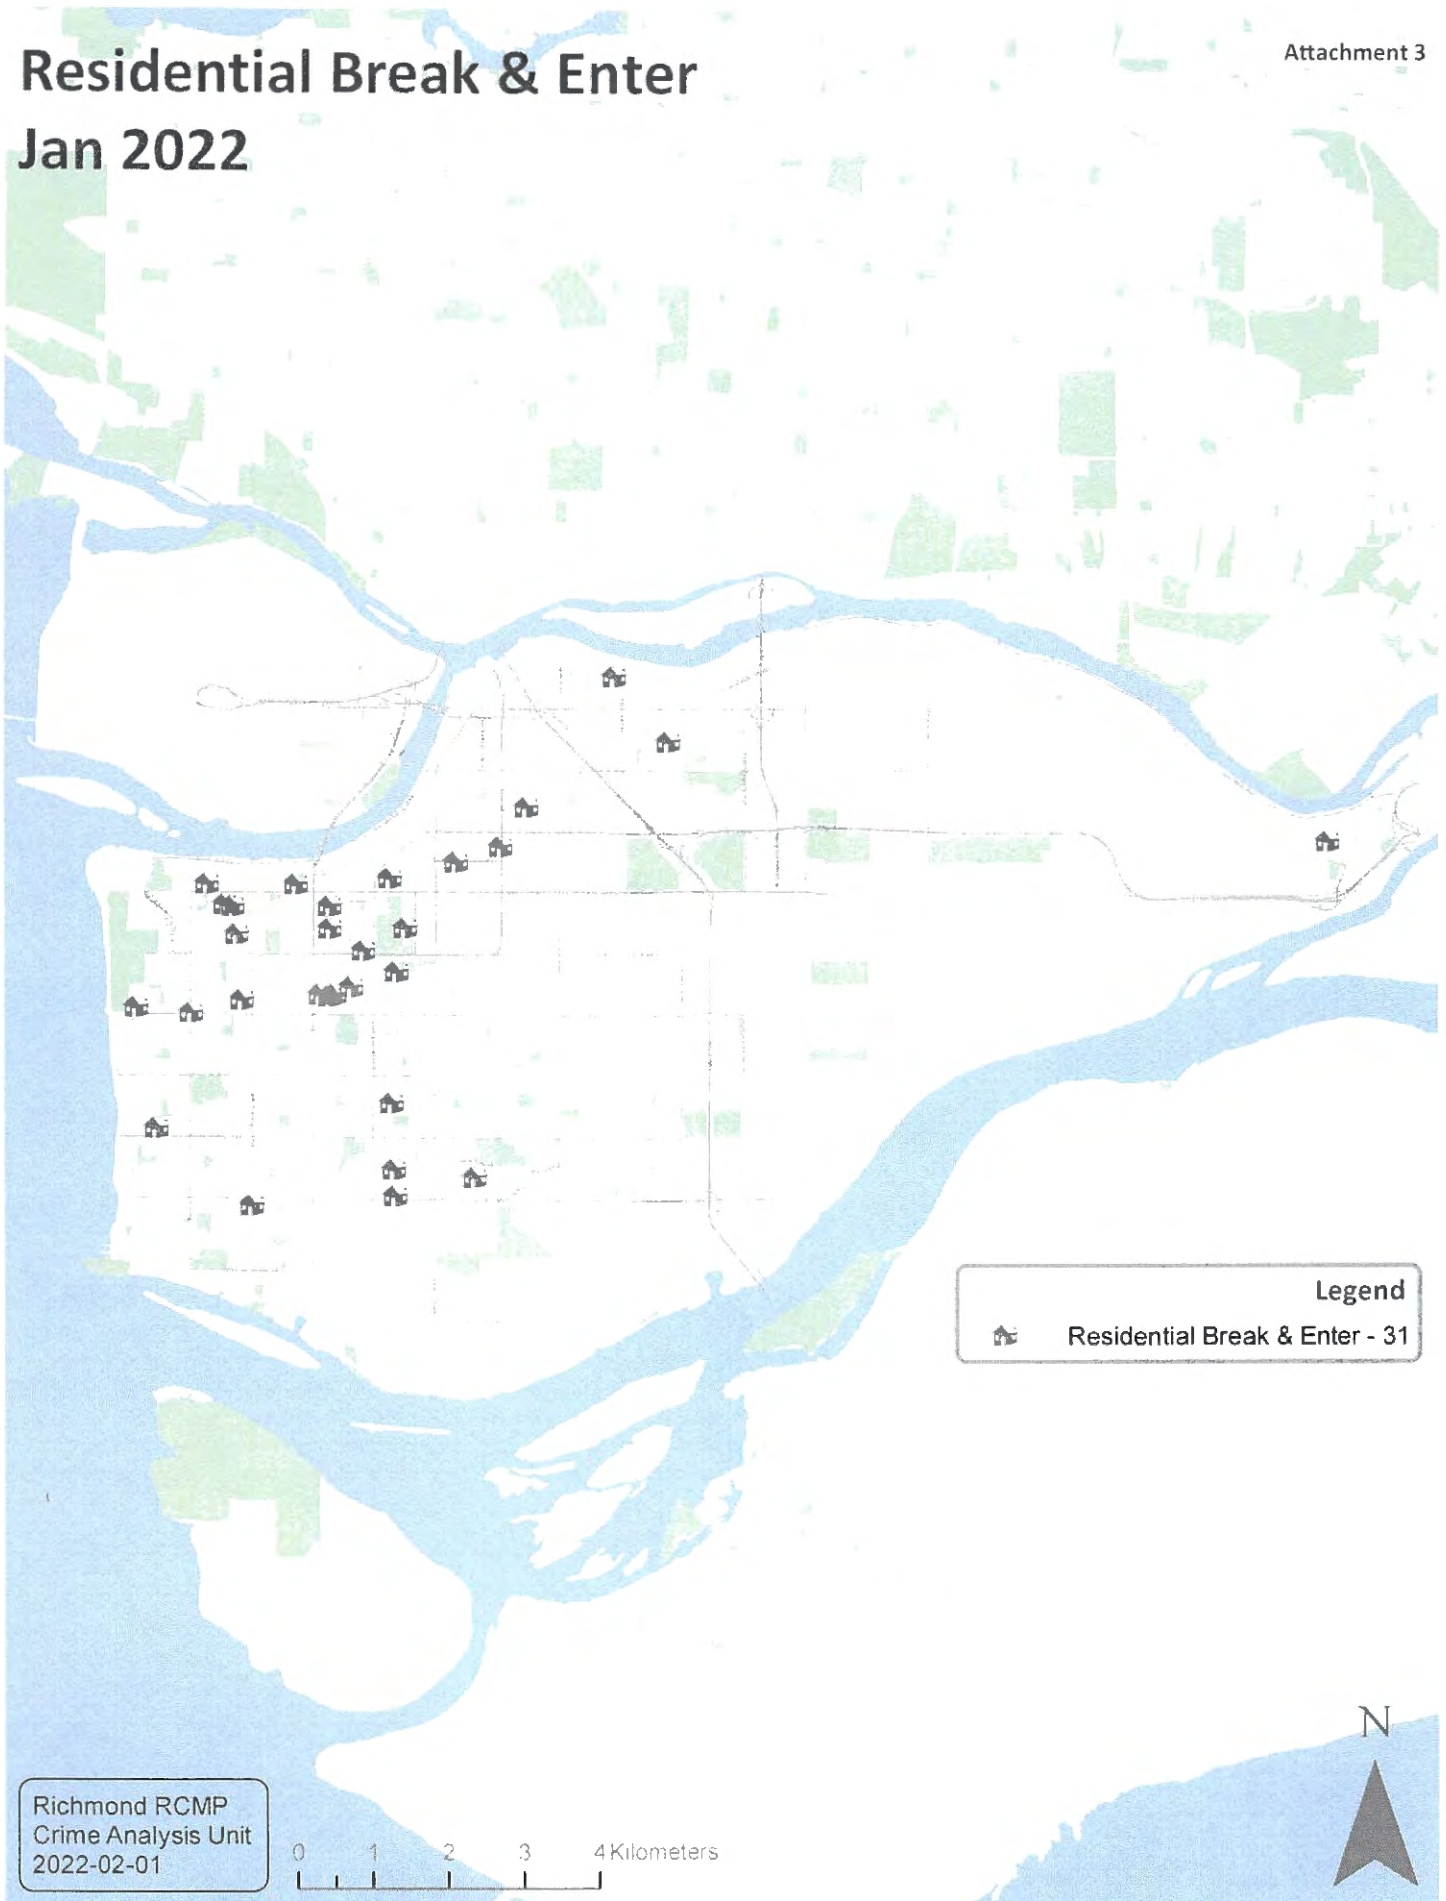 Attachment 3
Residential Break & Enter
Jan 2022
Legend
Residential Break & Enter - 31
N
Richmond RCMP
Crime Analysis Unit
2022-02-01
0 1 2 3 4 Kilometers